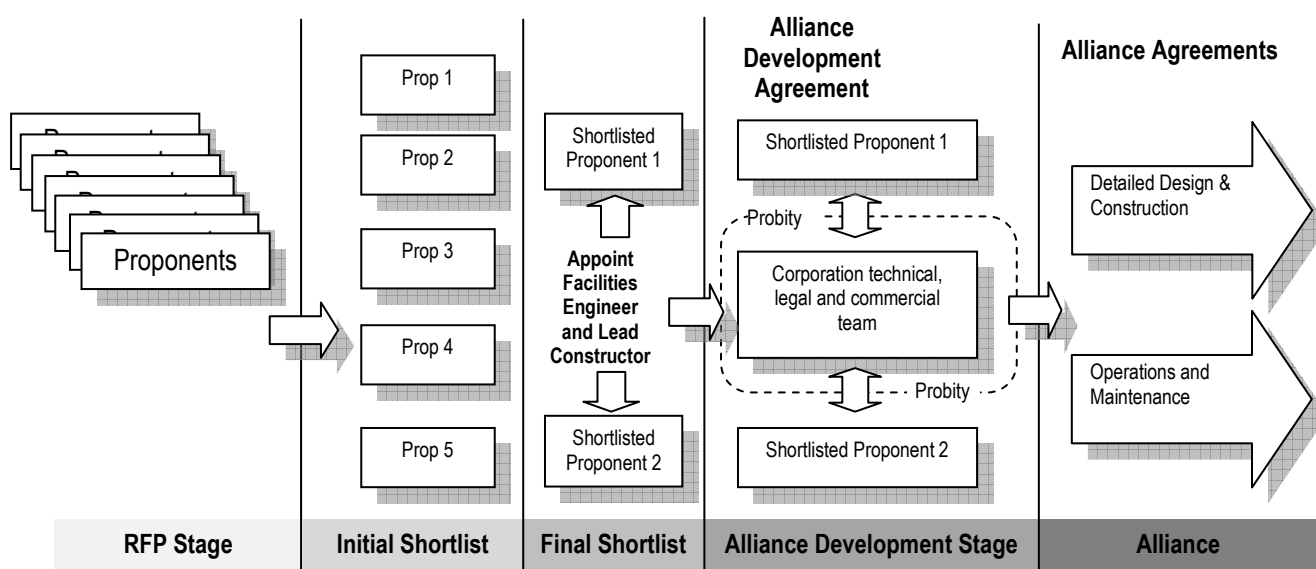 Proponents
Prop 1
Prop 2
Prop 3
Prop 4
Prop 5
Shortlisted
Proponent 1
Appoint
Facilities
Engineer
and Lead
Constructor
Shortlisted
Proponent 2
Alliance
Development
Agreement
Shortlisted Proponent 1
Probity
Corporation technical,
legal and commercial
team
Probity
Shortlisted Proponent 2
Alliance Agreements
Detailed Design &
Construction
Operations and
Maintenance
RFP Stage
Initial Shortlist
Final Shortlist
Alliance Development Stage
Alliance